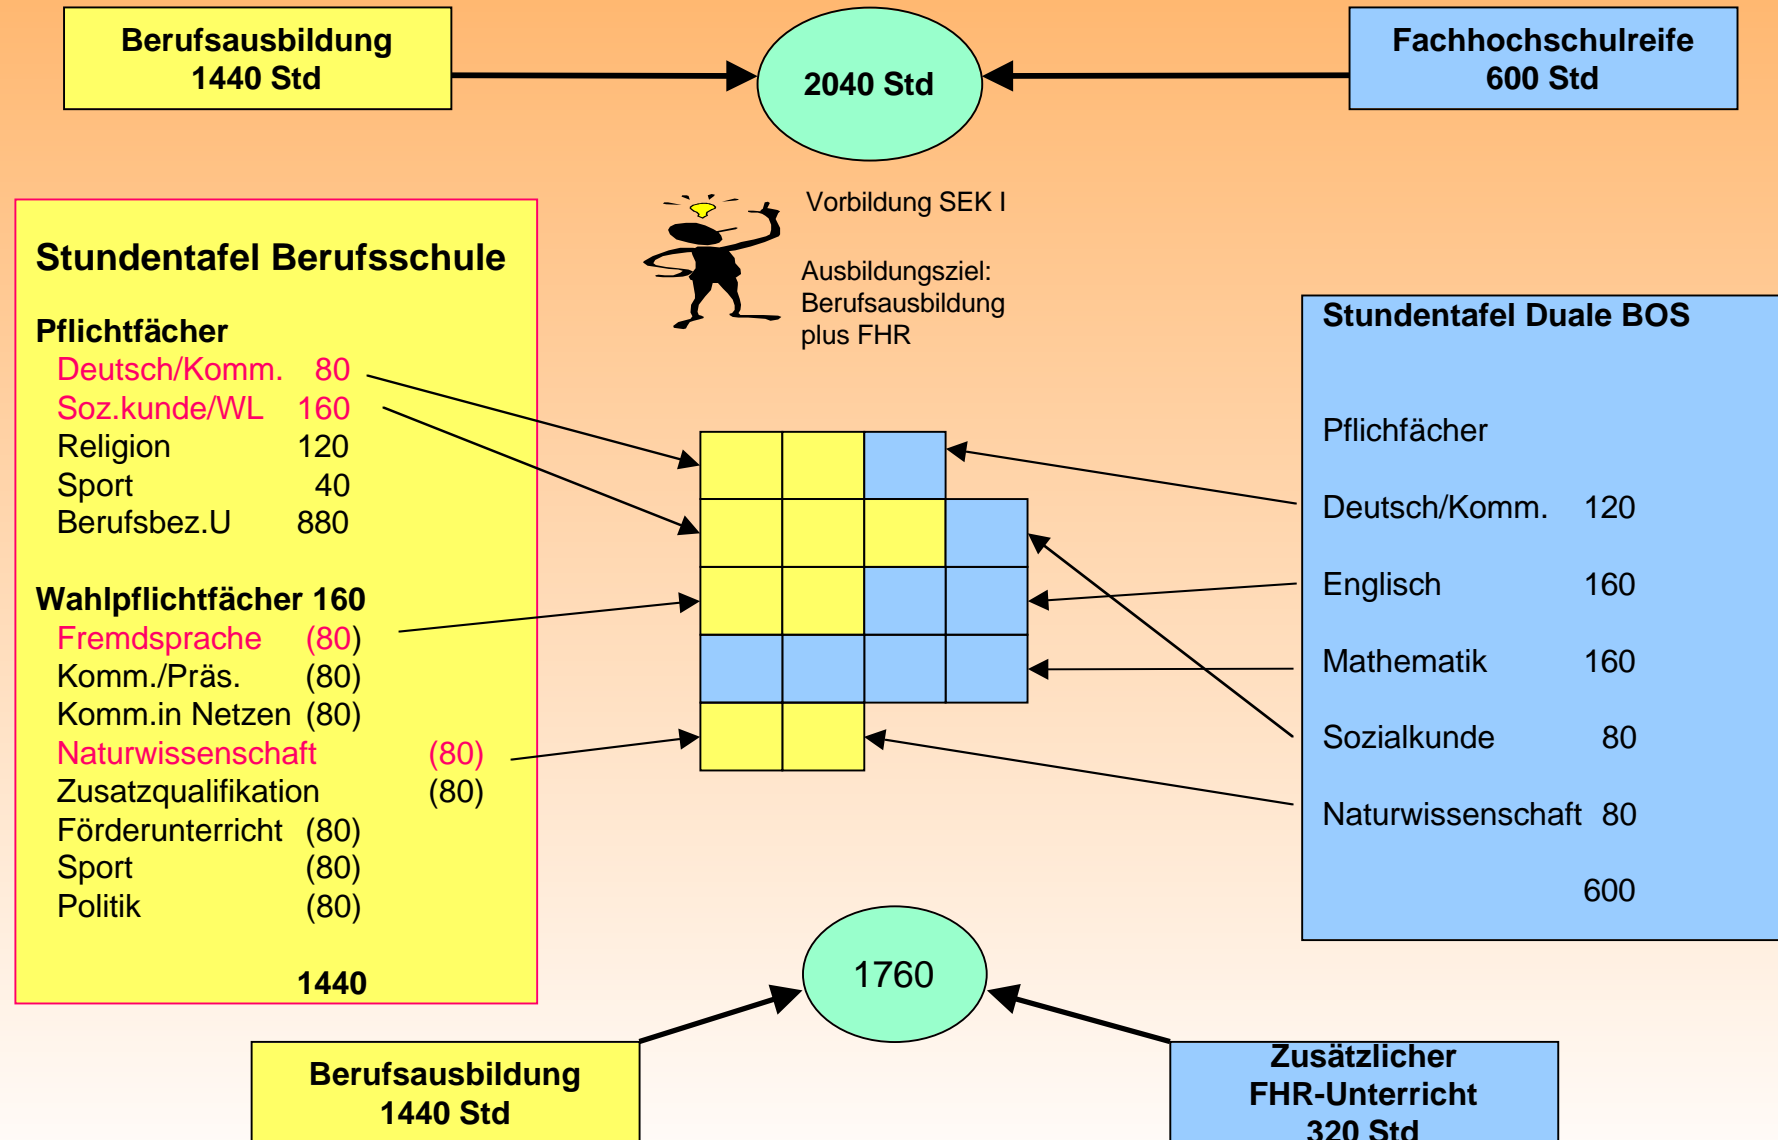 Berufsausbildung
1440 Std
2040 Std
Fachhochschulreife
600 Std
Vorbildung SEK I
Ausbildungsziel:
Berufsausbildung
plus FHR
Stundentafel Berufsschule
Pflichtfächer
Deutsch/Komm. 80
Soz.kunde/WL 160
Religion 120
Sport 40
Berufsbez.U 880
Wahlpflichtfächer 160
Fremdsprache (80)
Komm./Präs. (80)
Komm.in Netzen (80)
Naturwissenschaft (80)
Zusatzqualifikation (80)
Förderunterricht (80)
Sport (80)
Politik (80)
1440
Stundentafel Duale BOS
Pflichfächer
Deutsch/Komm. 120
Englisch 160
Mathematik 160
Sozialkunde 80
Naturwissenschaft 80
600
1760
Berufsausbildung
1440 Std
Zusätzlicher
FHR-Unterricht
320 Std